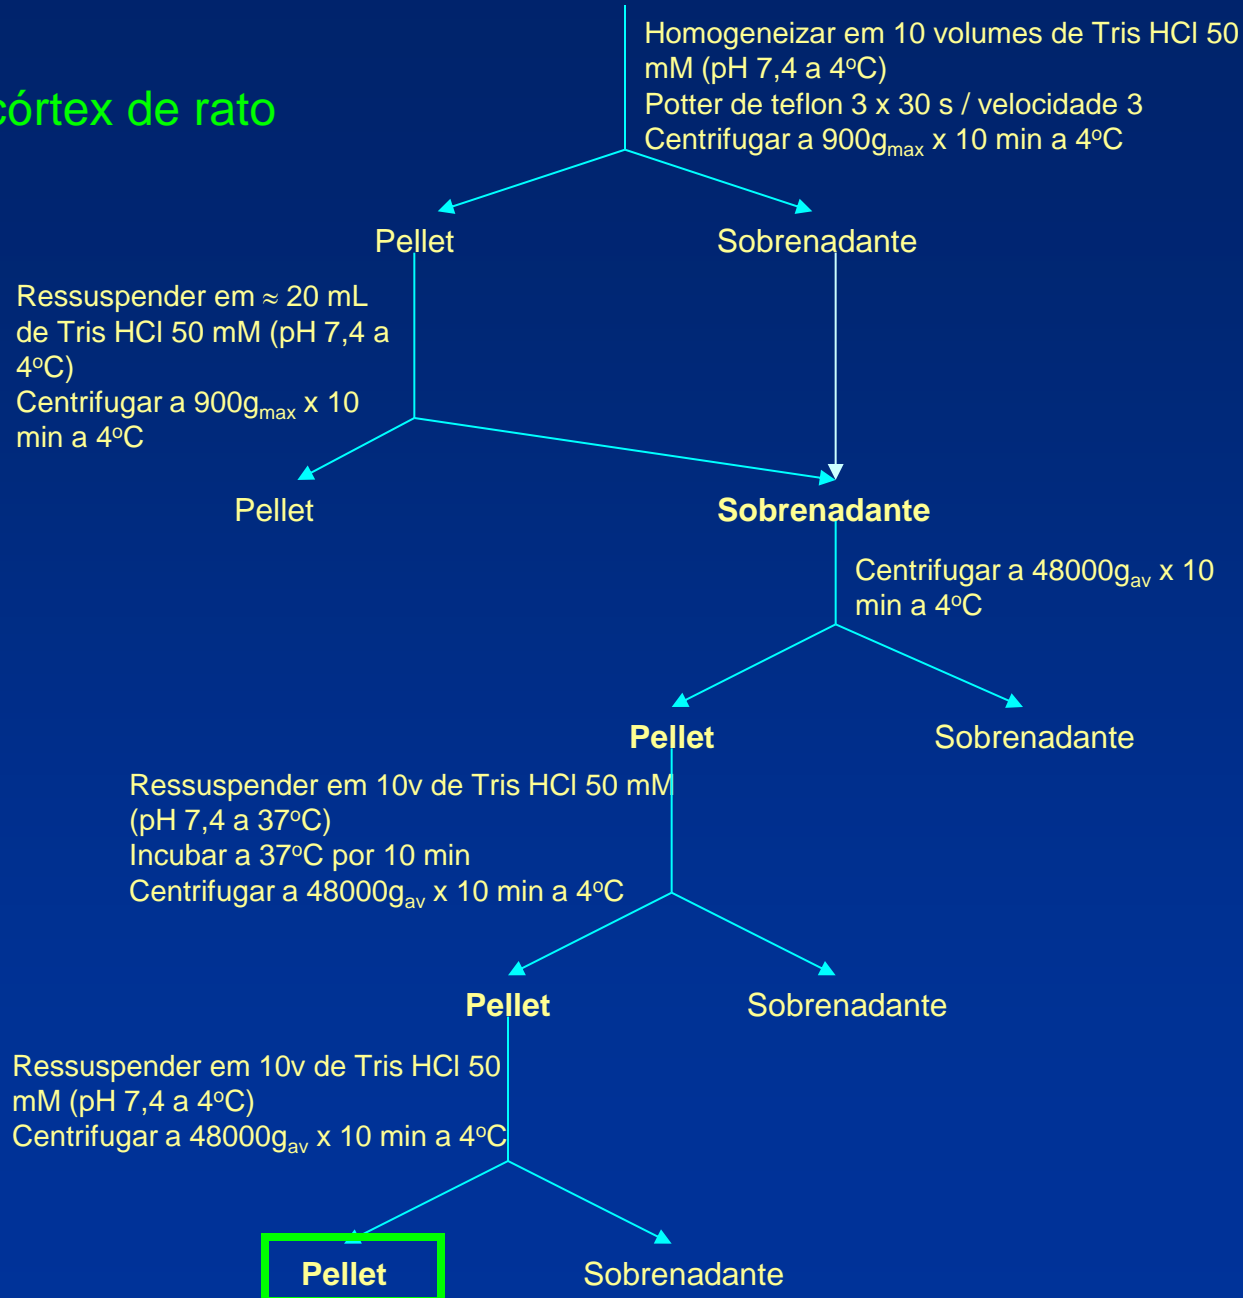 Homogeneizar em 10 volumes de Tris HCl 50
mM (pH 7,4 a 4ºC)
Potter de teflon 3 x 30 s / velocidade 3
Centrifugar a 900gmax x 10 min a 4ºC
córtex de rato
Pellet
Sobrenadante
Ressuspender em ≈ 20 mL
de Tris HCl 50 mM (pH 7,4 a
4ºC)
Centrifugar a 900gmax x 10
min a 4ºC
Pellet
Sobrenadante
Centrifugar a 48000gav x 10
min a 4ºC
Pellet
Sobrenadante
Ressuspender em 10v de Tris HCl 50 mM
(pH 7,4 a 37ºC)
Incubar a 37ºC por 10 min
Centrifugar a 48000gav x 10 min a 4ºC
Pellet
Sobrenadante
Ressuspender em 10v de Tris HCl 50
mM (pH 7,4 a 4ºC)
Centrifugar a 48000gav x 10 min a 4ºC
Pellet
Sobrenadante